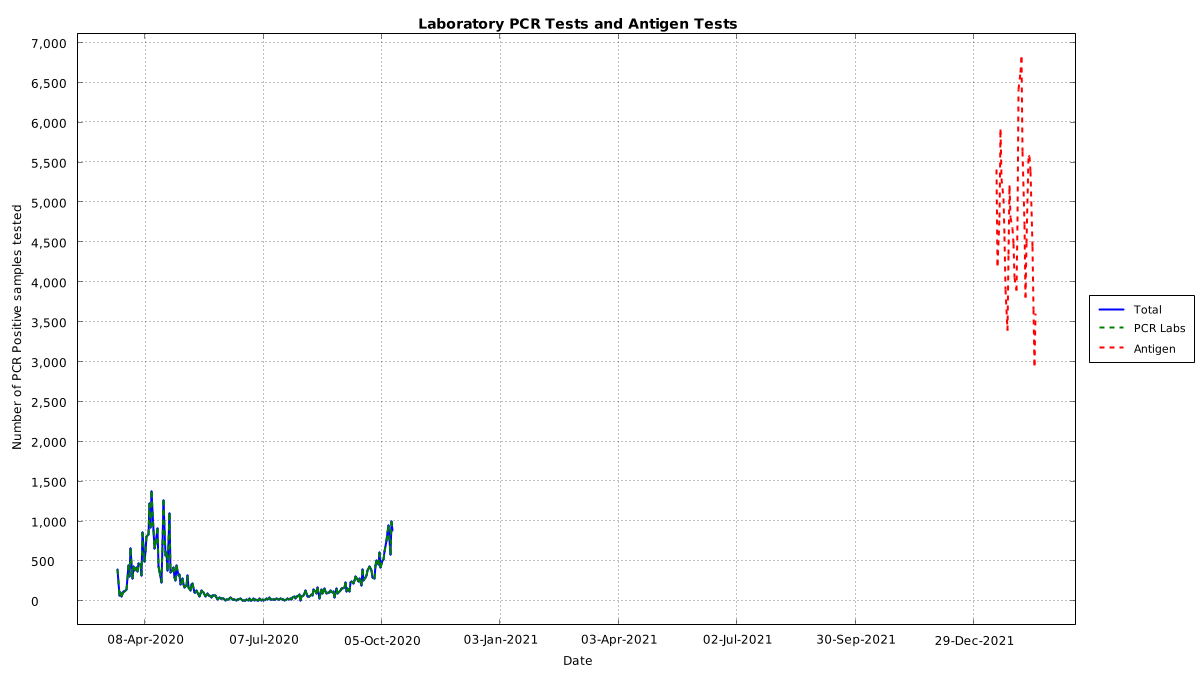 Laboratory PCR Tests and Antigen Tests
7,000
6,500
6,000
5,500
5,000
4,500
4,000
3,500
3,000
2,500
2,000
1,500
1,000
500
0
Number of PCR Positive samples tested
08-Apr-2020 07-Jul-2020 05-Oct-2020 03-Jan-2021 03-Apr-2021 02-Jul-2021 30-Sep-2021 29-Dec-2021
Date
Total
PCR Labs
Antigen